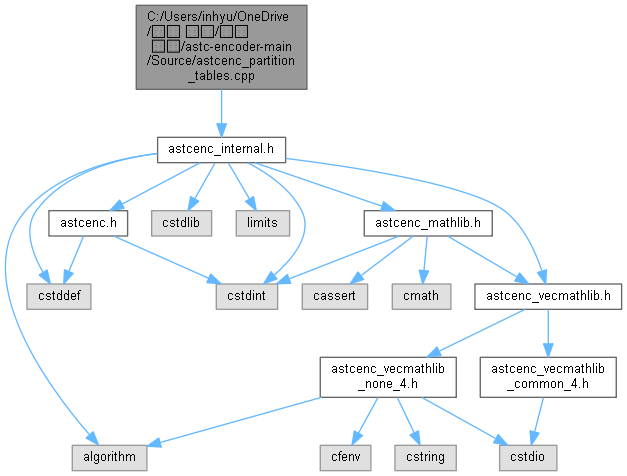 C:/Users/inhyu/OneDrive
/astc-encoder-main
/Source/astcenc_partition
_tables.cpp
astcenc_internal.h
astcenc.h
cstdlib
limits
astcenc_mathlib.h
cstddef
cstdint
cassert
cmath
astcenc_vecmathlib.h
astcenc_vecmathlib
_none_4.h
astcenc_vecmathlib
_common_4.h
algorithm
cfenv
cstring
cstdio